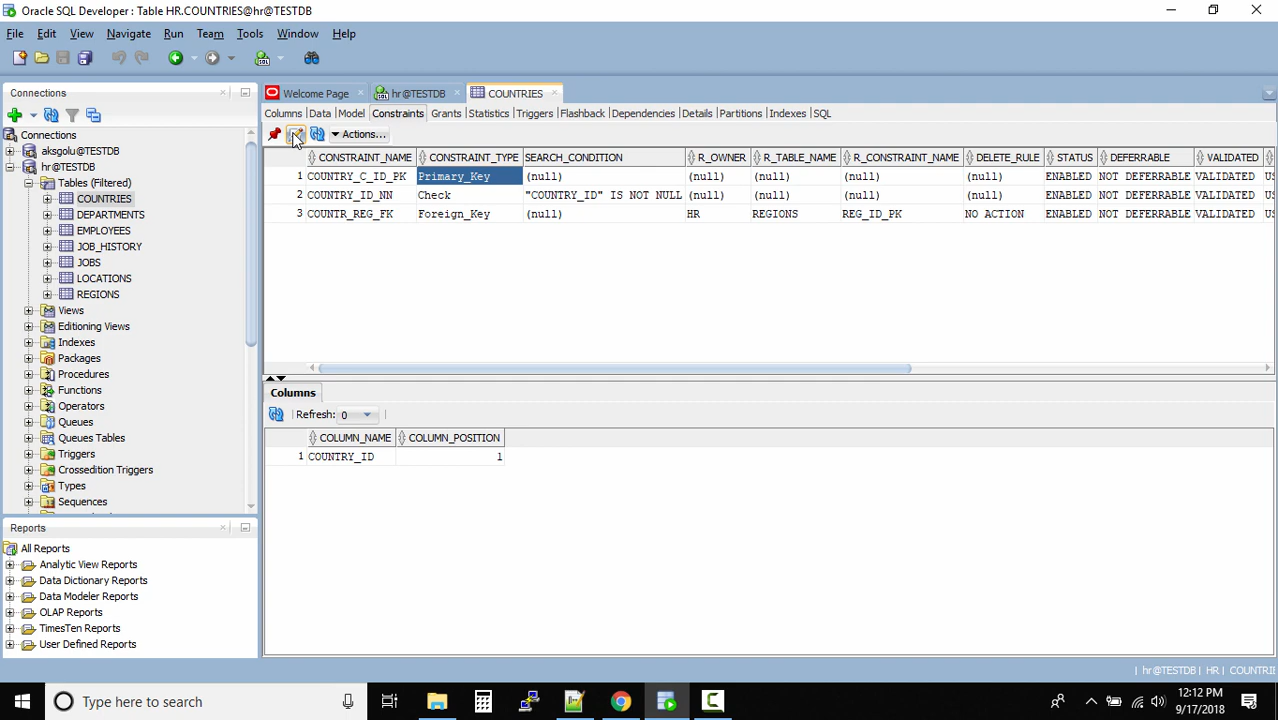 Oracle SQL Developer : Table HR.COUNTRIES@hr@TESTDB
File Edit View Navigate Run Team Tools Window Help
Connections
Connections
aksgolu@TESTDB
hr@TESTDB
Tables (Filtered)
COUNTRIES
DEPARTMENTS
EMPLOYEES
JOB_HISTORY
JOBS
LOCATIONS
REGIONS
Views
Editioning Views
Indexes
Packages
Procedures
Functions
Operators
Queues
Queues Tables
Triggers
Crossedition Triggers
Types
Sequences
Reports
All Reports
Analytic View Reports
Data Dictionary Reports
Data Modeler Reports
OLAP Reports
TimesTen Reports
User Defined Reports
Welcome Page hr@TESTDB COUNTRIES
Columns Data Model Constraints Grants Statistics Triggers Flashback Dependencies Details Partitions Indexes SQL
Actions...
CONSTRAINT_NAME CONSTRAINT_TYPE SEARCH_CONDITION R_OWNER R_TABLE_NAME R_CONSTRAINT_NAME DELETE_RULE STATUS DEFERRABLE VALIDATED
1 COUNTRY_C_ID_PK Primary_Key (null) (null) (null) (null) (null) ENABLED NOT DEFERRABLE VALIDATED US
2 COUNTRY_ID_NN Check "COUNTRY_ID" IS NOT NULL (null) (null) (null) (null) ENABLED NOT DEFERRABLE VALIDATED US
3 COUNTR_REG_FK Foreign_Key (null) HR REGIONS REG_ID_PK NO ACTION ENABLED NOT DEFERRABLE VALIDATED US
Columns
Refresh: 0
COLUMN_NAME COLUMN_POSITION
1 COUNTRY_ID 1
hr@TESTDB | HR | COUNTRI
Type here to search
12:12 PM
9/17/2018